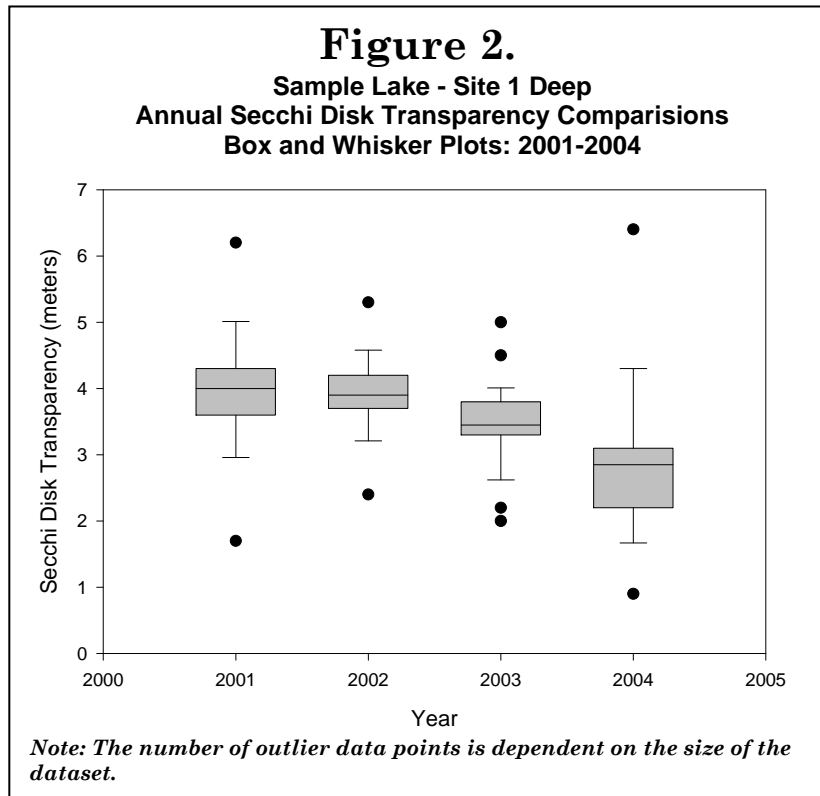 Figure 2.
Sample Lake - Site 1 Deep
Annual Secchi Disk Transparency Comparisions
Box and Whisker Plots: 2001-2004
Secchi Disk Transparency (meters)
7
6
5
4
3
2
1
0
2000 2001 2002 2003 2004 2005
Year
Note: The number of outlier data points is dependent on the size of the
dataset.